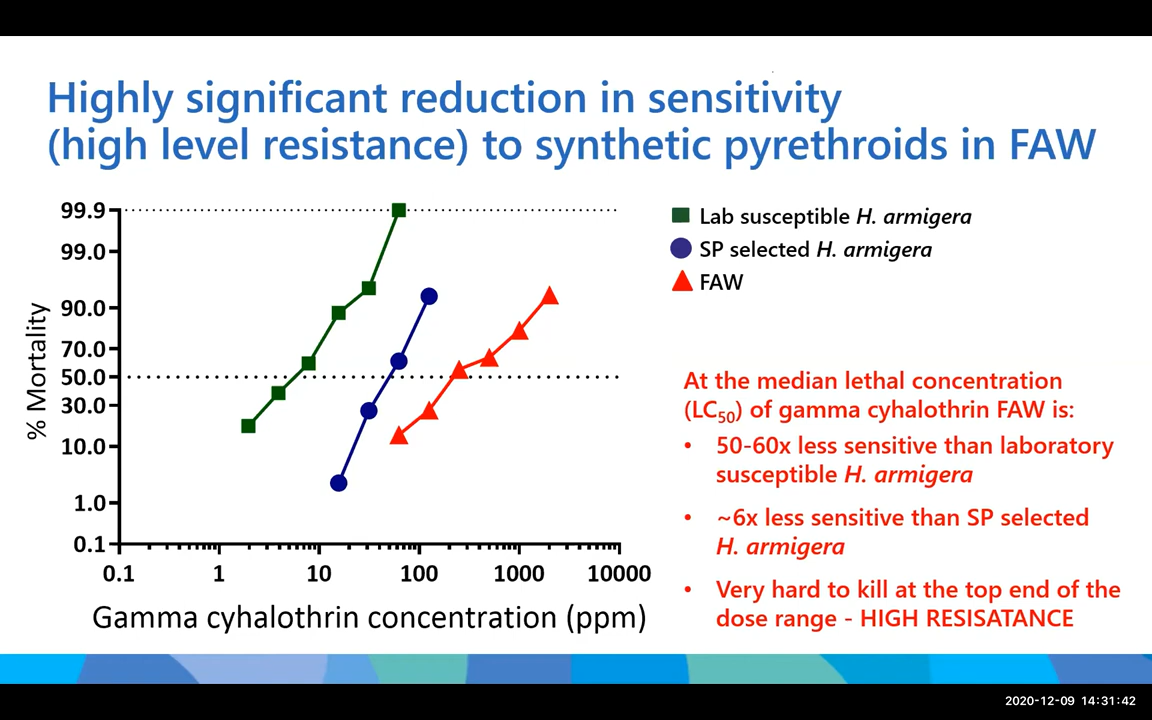 Highly significant reduction in sensitivity
(high level resistance) to synthetic pyrethroids in FAW
99.9
99.0
90.0
70.0
50.0
30.0
10.0
1.0
0.1
% Mortality
0.1 1 10 100 1000 10000
Gamma cyhalothrin concentration (ppm)
Lab susceptible H. armigera
SP selected H. armigera
FAW
At the median lethal concentration
(LC50) of gamma cyhalothrin FAW is:
• 50-60x less sensitive than laboratory
susceptible H. armigera
• ~6x less sensitive than SP selected
H. armigera
• Very hard to kill at the top end of the
dose range - HIGH RESISATANCE
2020-12-09 14:31:42